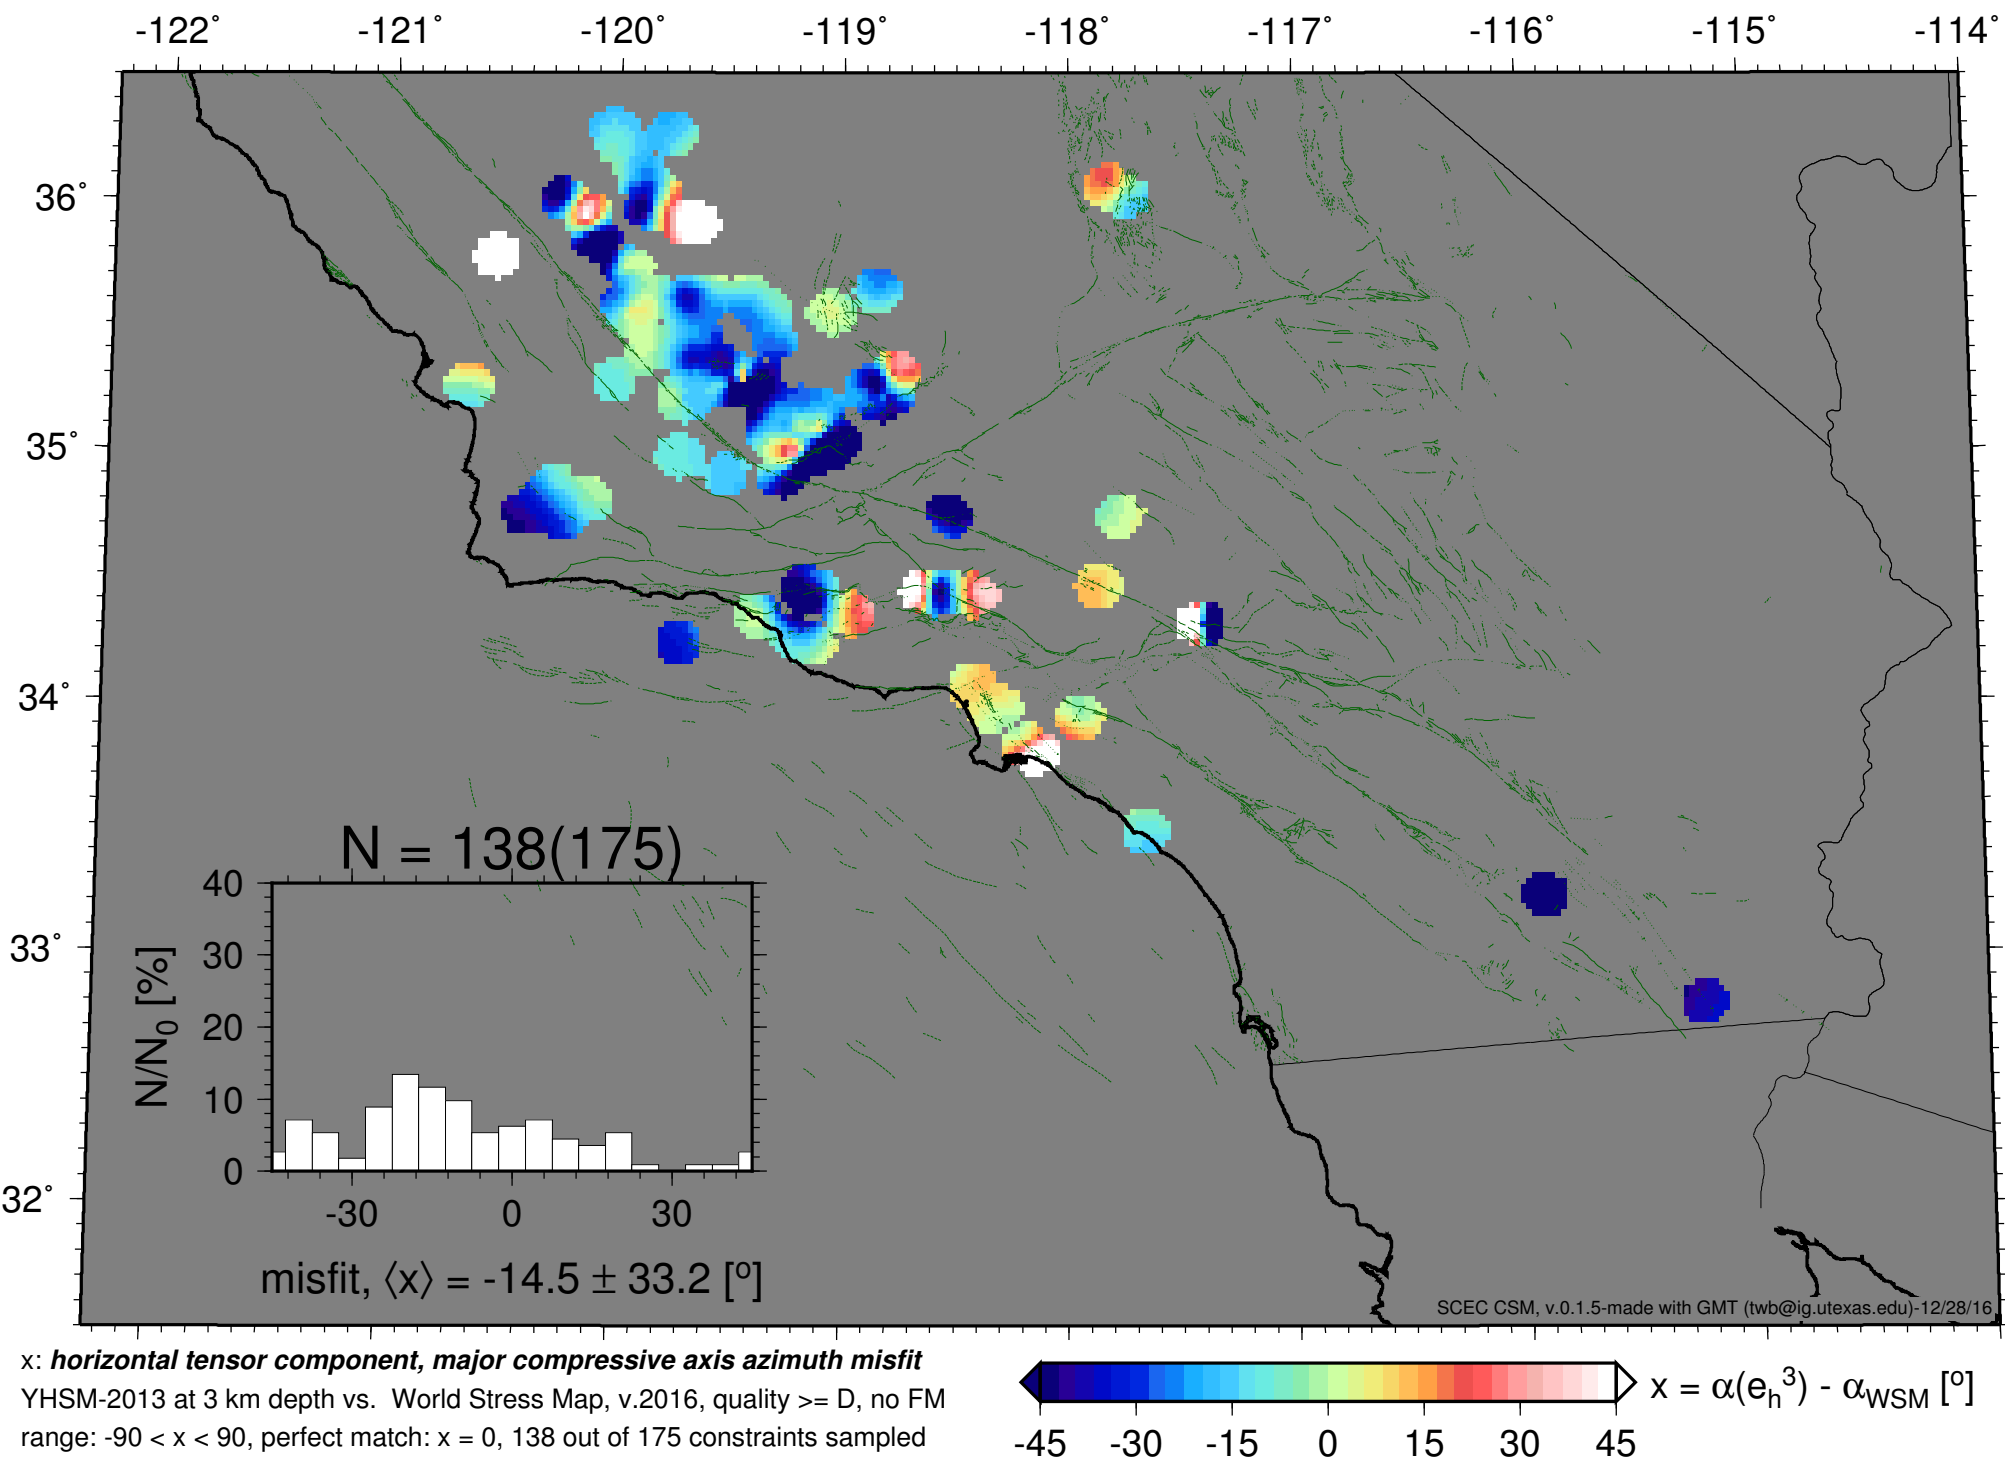 -122˚ -121˚ -120˚ -119˚ -118˚ -117˚ -116˚ -115˚ -114˚
36˚
35˚
34˚
33˚
32˚
N = 138(175)
40
30
20
10
0
N/N0 [%]
-30 0 30
misfit, ⟨x⟩ = -14.5 ± 33.2 [o]
SCEC CSM, v.0.1.5-made with GMT (twb@ig.utexas.edu)-12/28/16
x: horizontal tensor component, major compressive axis azimuth misfit
YHSM-2013 at 3 km depth vs. World Stress Map, v.2016, quality >= D, no FM
range: -90 < x < 90, perfect match: x = 0, 138 out of 175 constraints sampled
x = α(eh3) - αWSM [o]
-45 -30 -15 0 15 30 45